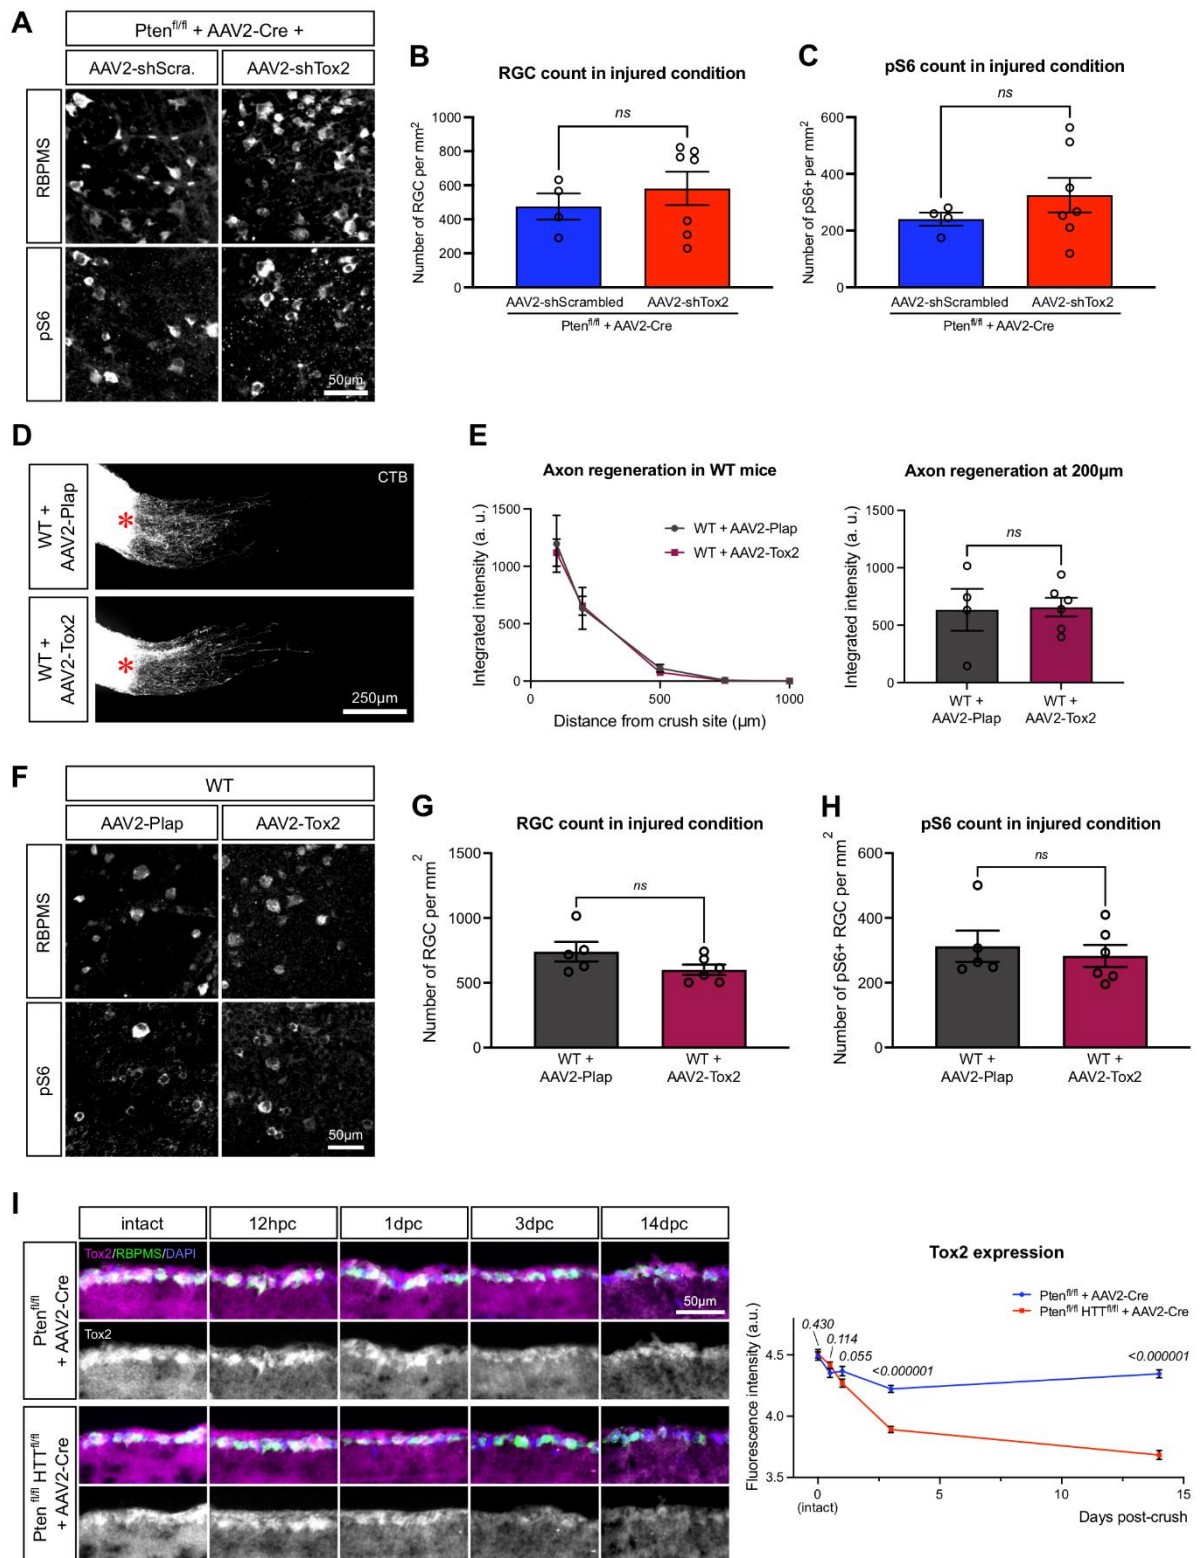 A
Pten^fl/fl + AAV2-Cre +
AAV2-shScra.
AAV2-shTox2
RBPMS
pS6
50µm
B
RGC count in injured condition
ns
Number of RGC per mm²
1000
800
600
400
200
0
AAV2-shScrambled
AAV2-shTox2
Pten^fl/fl + AAV2-Cre
C
pS6 count in injured condition
ns
Number of pS6+ per mm²
600
400
200
0
AAV2-shScrambled
AAV2-shTox2
Pten^fl/fl + AAV2-Cre
D
WT +
AAV2-Plap
CTB
*
WT +
AAV2-Tox2
*
250µm
E
Axon regeneration in WT mice
Integrated intensity (a. u.)
1500
1000
500
0
WT + AAV2-Plap
WT + AAV2-Tox2
0
500
1000
Distance from crush site (µm)
Axon regeneration at 200µm
ns
Integrated intensity (a. u.)
1500
1000
500
0
WT +
AAV2-Plap
WT +
AAV2-Tox2
F
WT
AAV2-Plap
AAV2-Tox2
RBPMS
pS6
50µm
G
RGC count in injured condition
ns
Number of RGC per mm²
1500
1000
500
0
WT +
AAV2-Plap
WT +
AAV2-Tox2
H
pS6 count in injured condition
ns
Number of pS6+ RGC per mm²
600
400
200
0
WT +
AAV2-Plap
WT +
AAV2-Tox2
I
intact
12hpc
1dpc
3dpc
14dpc
Pten^fl/fl
+ AAV2-Cre
Tox2/RBPMS/DAPI
50µm
Tox2
Pten^fl/fl HTT^fl/fl
+ AAV2-Cre
Tox2 expression
Pten^fl/fl + AAV2-Cre
Pten^fl/fl HTT^fl/fl + AAV2-Cre
Fluorescence intensity (a.u.)
4.5
4.0
3.5
0.430
0.114
0.055
<0.000001
<0.000001
0
(intact)
5
10
15
Days post-crush